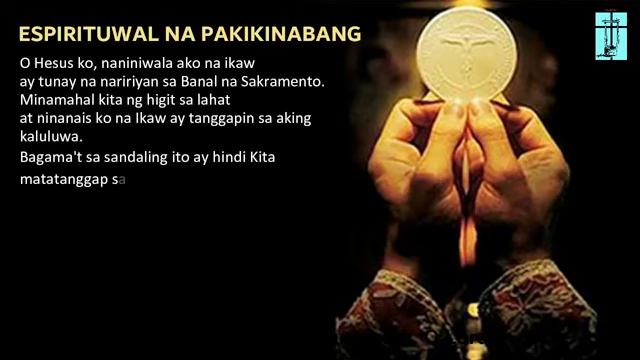 ESPIRITUWAL NA PAKIKINABANG
O Hesus ko, naniniwala ako na ikaw
ay tunay na naririyan sa Banal na Sakramento.
Minamahal kita ng higit sa lahat
at ninanais ko na Ikaw ay tanggapin sa aking
kaluluwa.
Bagama't sa sandaling ito ay hindi Kita
matatanggap sa